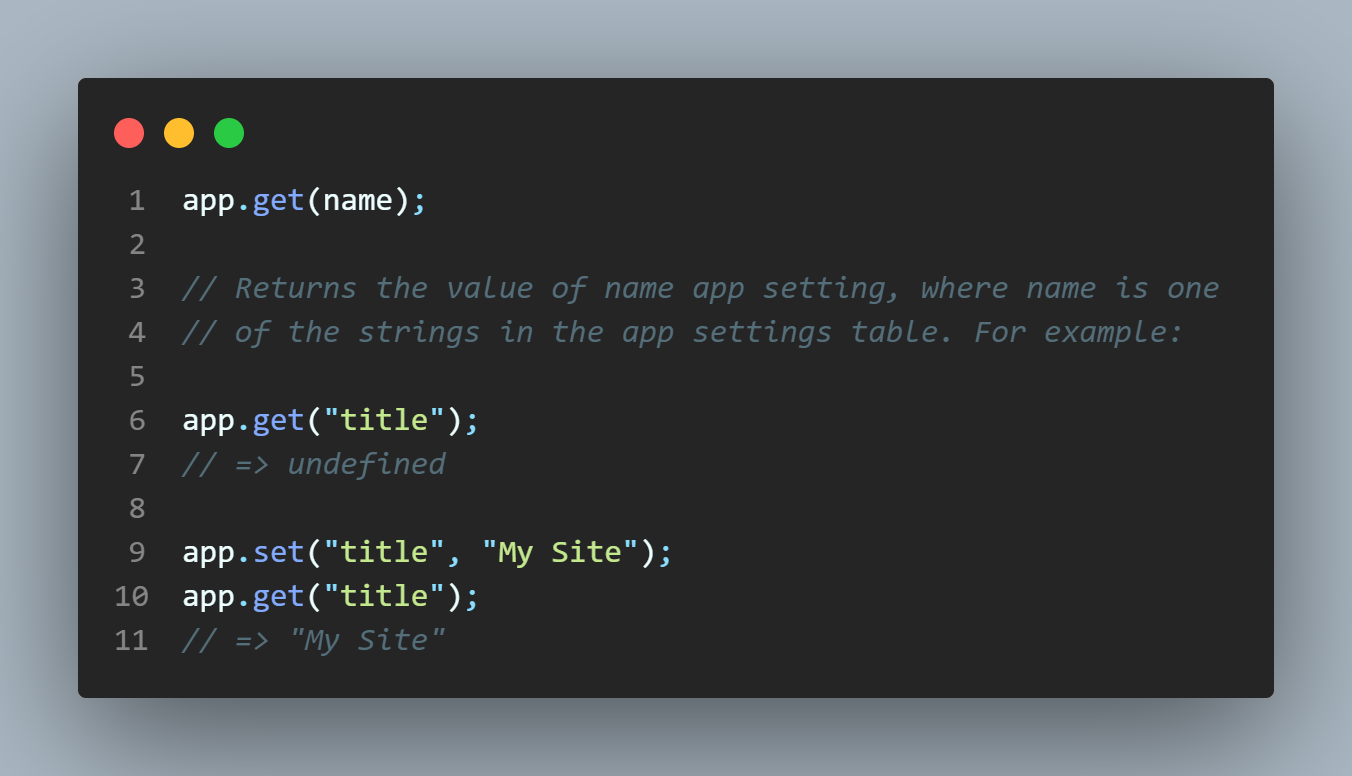 1 app.get(name);
2
3 // Returns the value of name app setting, where name is one
4 // of the strings in the app settings table. For example:
5
6 app.get("title");
7 // => undefined
8
9 app.set("title", "My Site");
10 app.get("title");
11 // => "My Site"